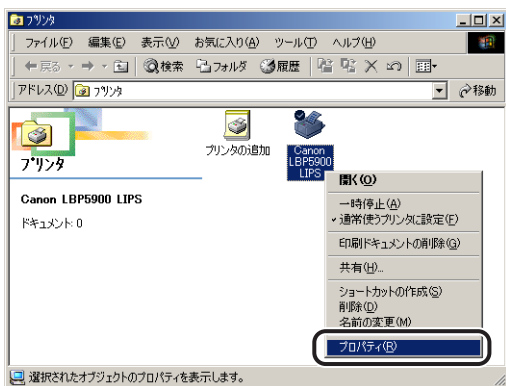 プリンタ
ファイル(F) 編集(E) 表示(V) お気に入り(A) ツール(T) ヘルプ(H)
戻る 検索 フォルダ 履歴
アドレス(D) プリンタ 移動
プリンタ
Canon LBP5900 LIPS
ドキュメント: 0
プリンタの追加
Canon
LBP5900
LIPS
開く(O)
一時停止(A)
通常使うプリンタに設定(F)
印刷ドキュメントの削除(G)
共有(H)...
ショートカットの作成(S)
削除(D)
名前の変更(M)
プロパティ(R)
選択されたオブジェクトのプロパティを表示します。